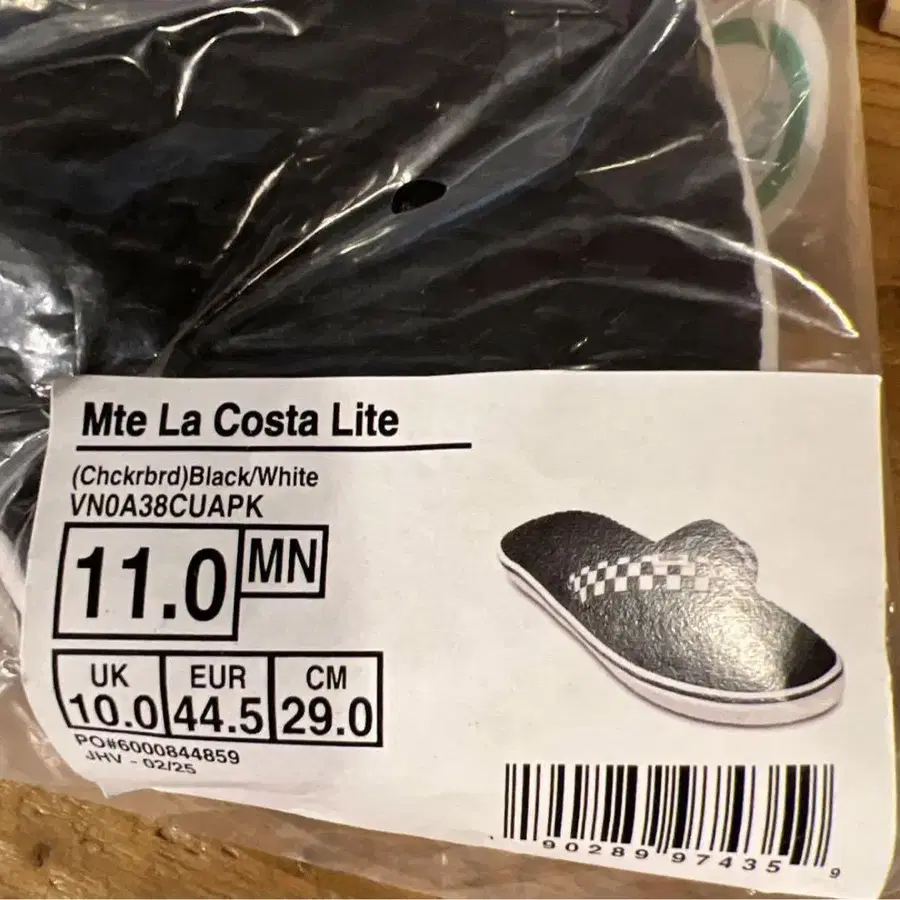 Mte La Costa Lite
(Chckrbrd)Black/White
VN0A38CUAPK
11.0 MN
UK EUR CM
10.0 44.5 29.0
PO#6000844859
JHV - 02/25
90289 97435 9